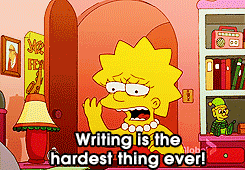 Writing is the
hardest thing ever!